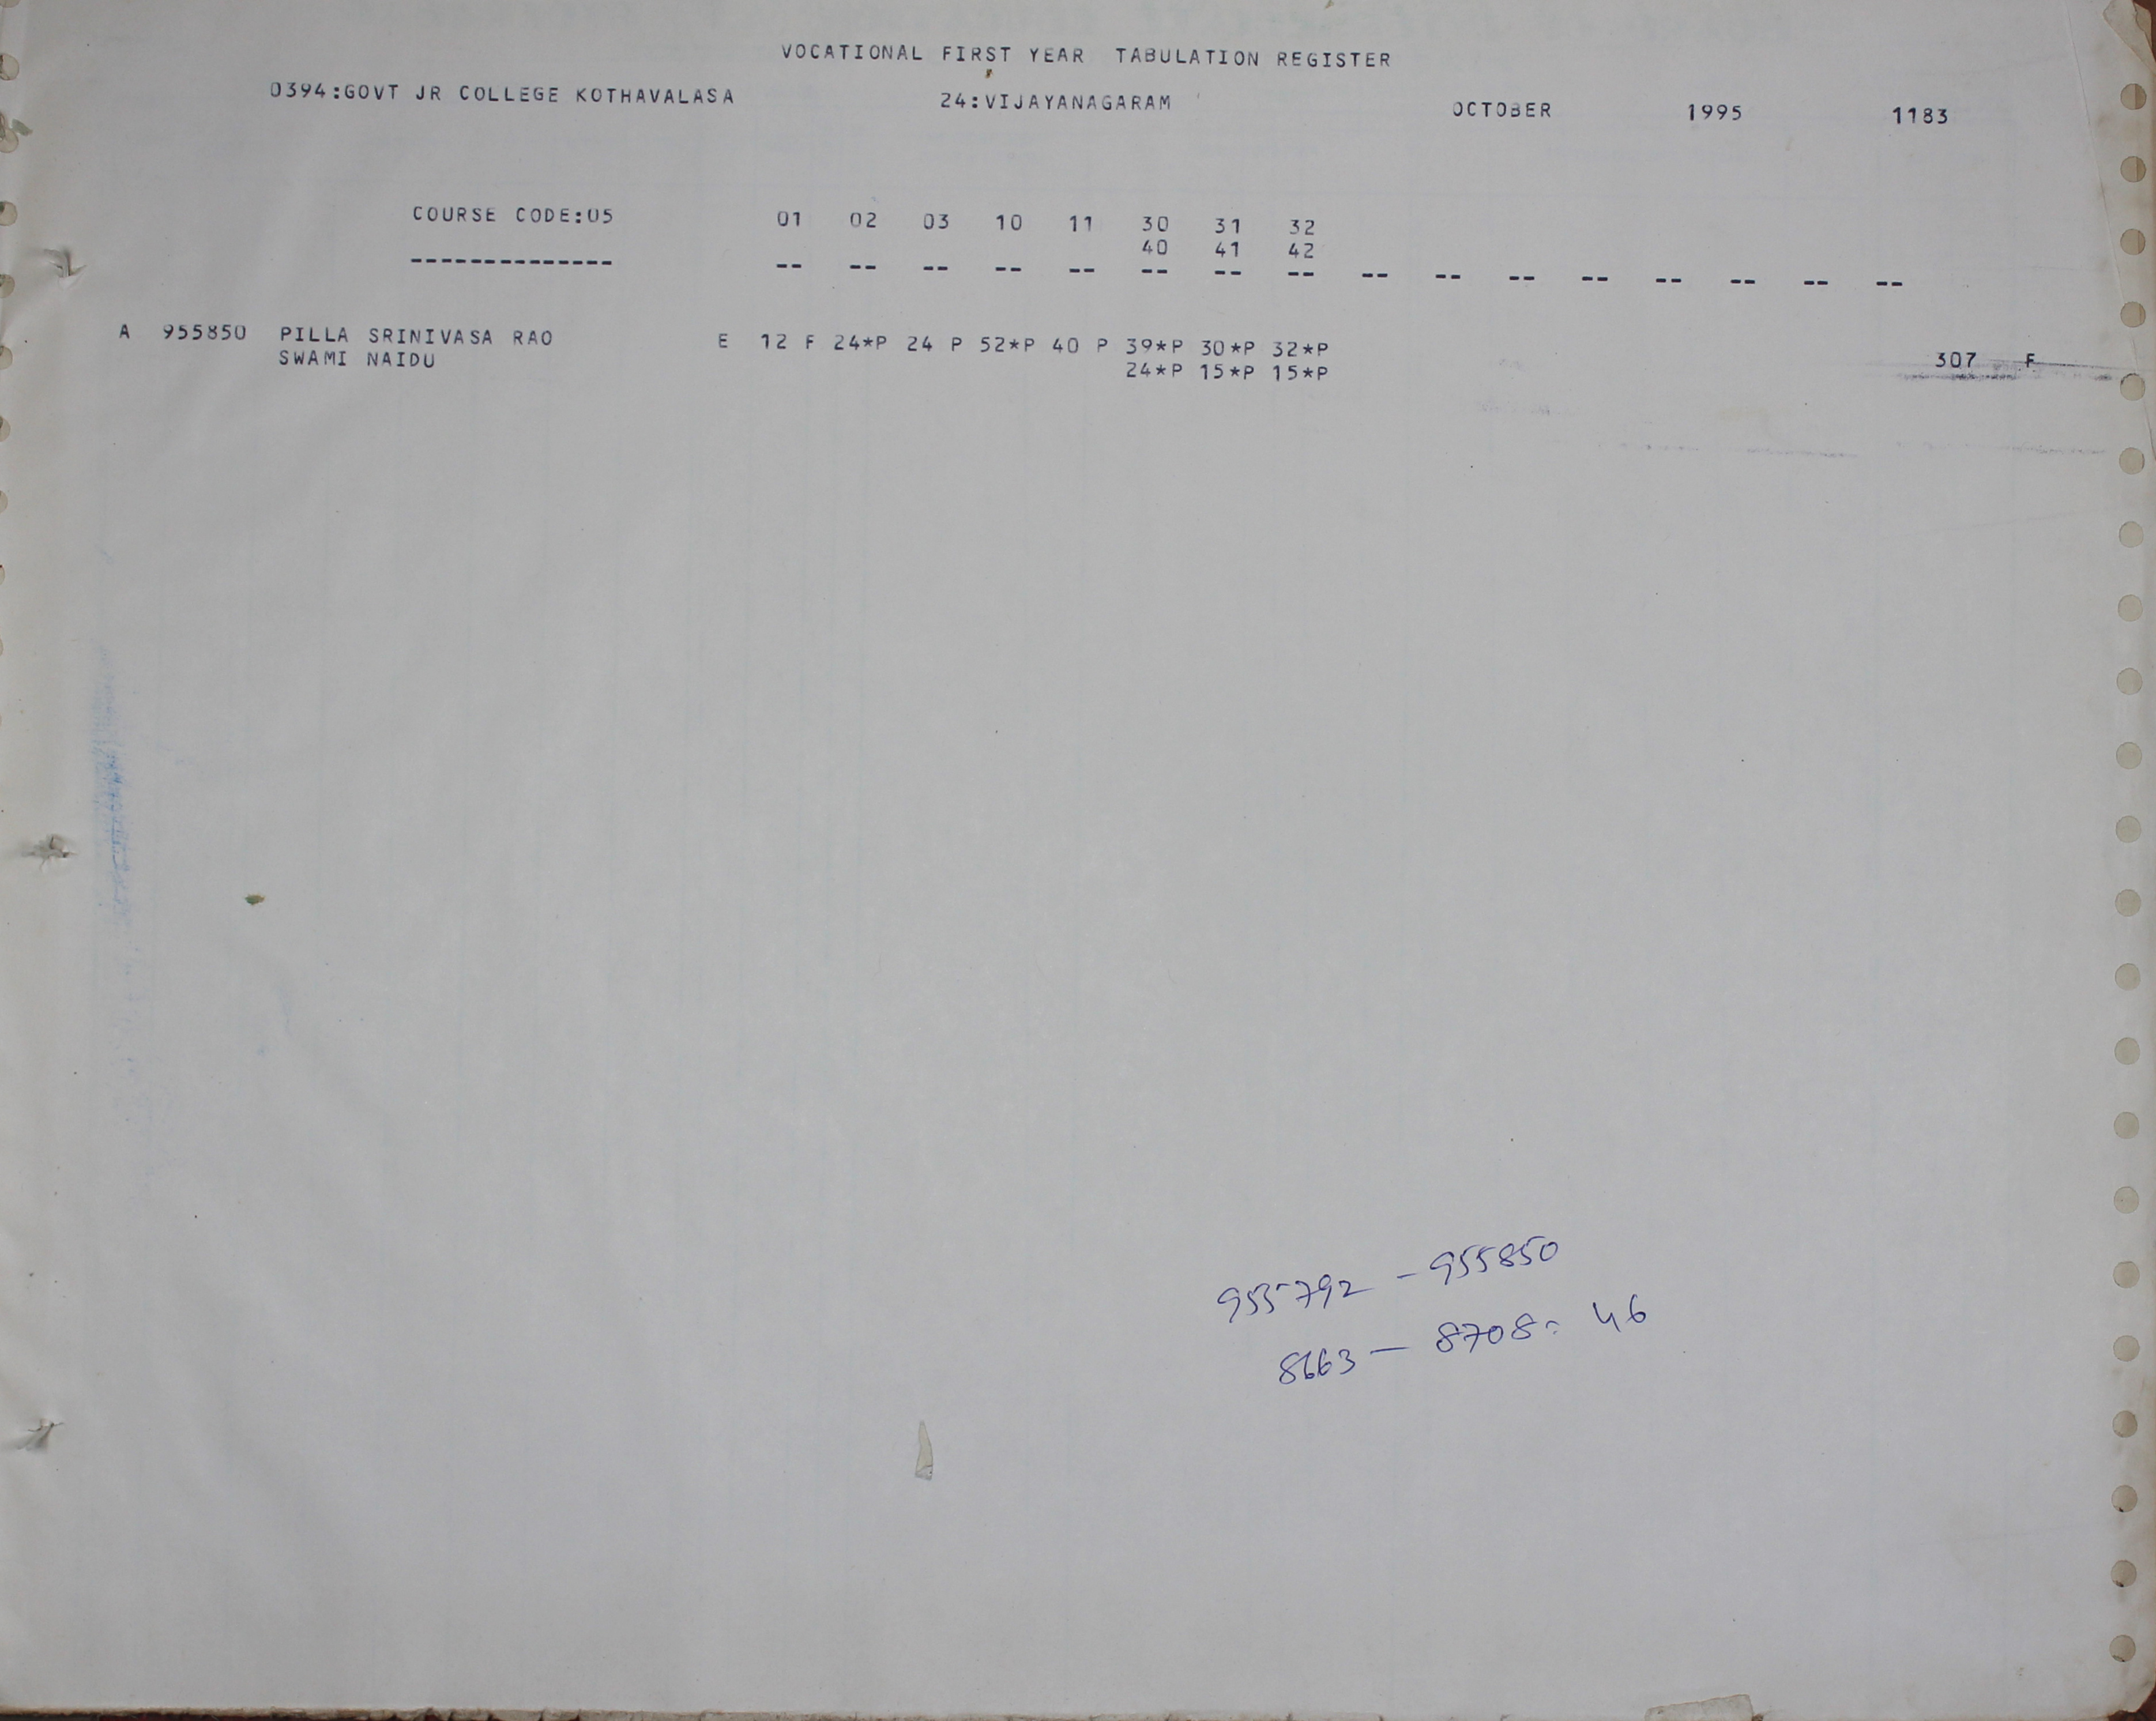 VOCATIONAL FIRST YEAR TABULATION REGISTER
0394:GOVT JR COLLEGE KOTHAVALASA 24:VIJAYANAGARAM OCTOBER 1995 1183
COURSE CODE:05 01 02 03 10 11 30 31 32
40 41 42
-------------- -- -- -- -- -- -- -- -- -- -- -- -- -- -- -- --
A 955850 PILLA SRINIVASA RAO E 12 F 24*P 24 P 52*P 40 P 39*P 30*P 32*P
SWAMI NAIDU 24*P 15*P 15*P 307 F
955792 - 955850
8663 — 8708= 46